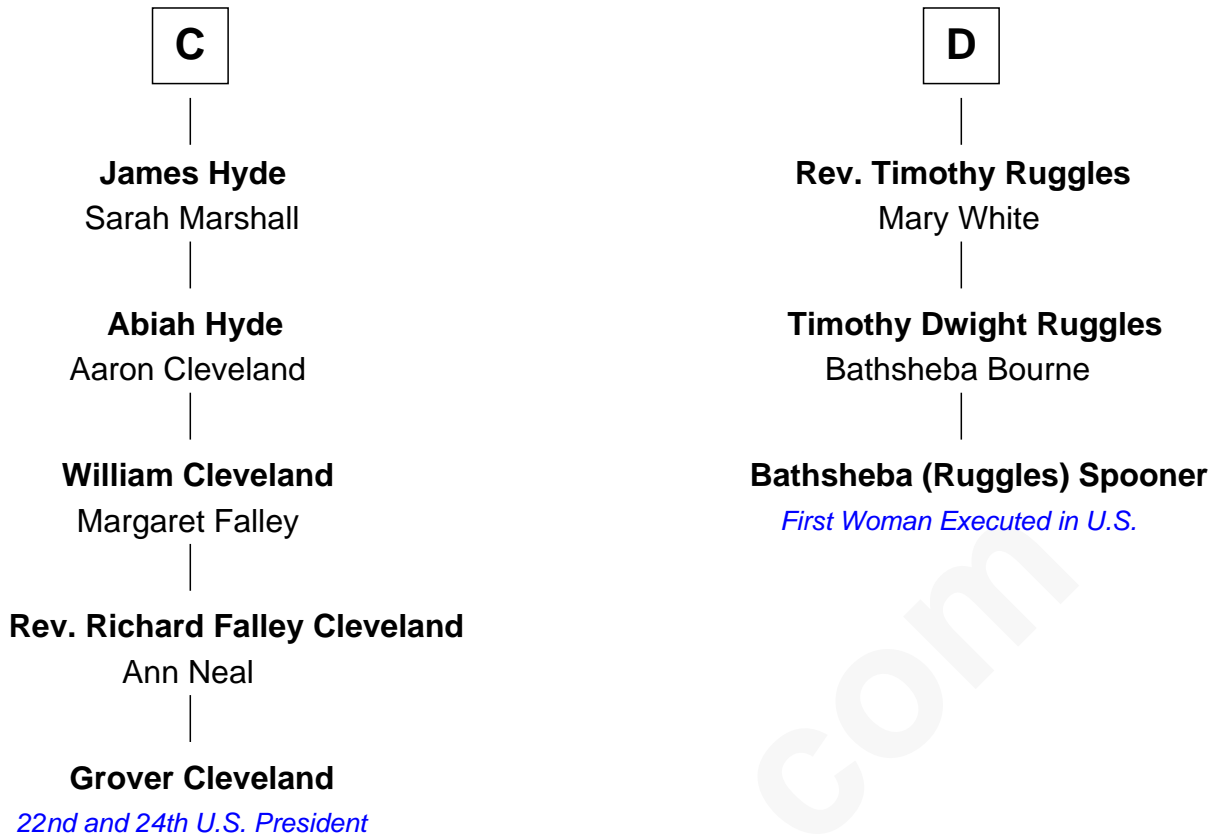 C
James Hyde
Sarah Marshall
Abiah Hyde
Aaron Cleveland
William Cleveland
Margaret Falley
Rev. Richard Falley Cleveland
Ann Neal
Grover Cleveland
22nd and 24th U.S. President
D
Rev. Timothy Ruggles
Mary White
Timothy Dwight Ruggles
Bathsheba Bourne
Bathsheba (Ruggles) Spooner
First Woman Executed in U.S.
com